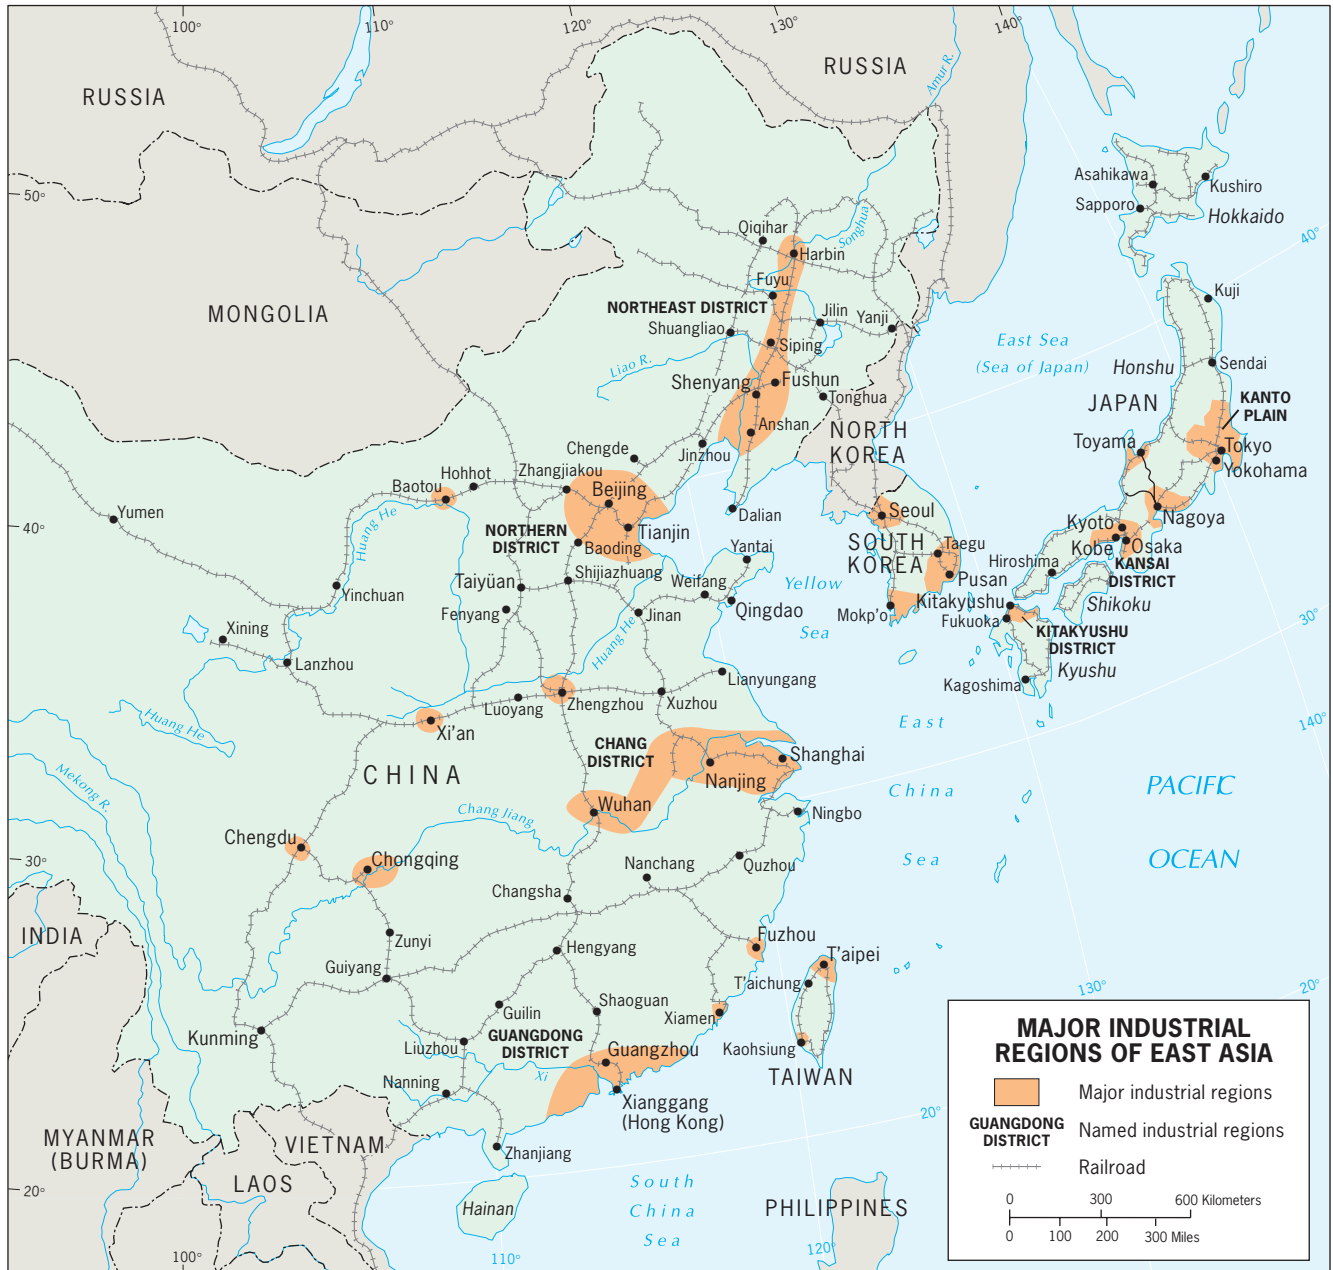 100°
110°
120°
130°
140°
RUSSIA
RUSSIA
Amur R.
50°
MONGOLIA
Asahikawa
Kushiro
Sapporo
Hokkaido
40°
Qiqihar
Songhua
Harbin
Fuyu
NORTHEAST DISTRICT
Jilin
Yanji
Shuangliao
Siping
Kuji
East Sea
(Sea of Japan)
Liao R.
Honshu
Sendai
Shenyang
Fushun
Tonghua
JAPAN
KANTO
PLAIN
Anshan
NORTH
KOREA
Toyama
Tokyo
Yokohama
Chengde
Jinzhou
Hohhot
Zhangjiakou
Baotou
Beijing
Yumen
40°
Huang He
NORTHERN
DISTRICT
Tianjin
Baoding
Dalian
Seoul
SOUTH
KOREA
Taegu
Pusan
Nagoya
Kyoto
Kobe
Osaka
KANSAI
DISTRICT
Hiroshima
Shikoku
Yantai
Taiyüan
Shijiazhuang
Weifang
Yellow
Sea
Yinchuan
Fenyang
Jinan
Qingdao
Mokp'o
Kitakyushu
Fukuoka
KITAKYUSHU
DISTRICT
Kyushu
Kagoshima
30°
Huang He
Xining
Lanzhou
Lianyungang
Luoyang
Zhengzhou
Xuzhou
Huang He
Xi'an
East
China
Sea
140°
CHANG
DISTRICT
Shanghai
Nanjing
CHINA
Mekong R.
Wuhan
Chang Jiang
Ningbo
PACIFIC
OCEAN
Chengdu
Chongqing
30°
Nanchang
Quzhou
Changsha
INDIA
Zunyi
Hengyang
Fuzhou
T'aipei
Guiyang
T'aichung
130°
20°
Guilin
Shaoguan
Xiamen
Kunming
Liuzhou
GUANGDONG
DISTRICT
Guangzhou
Kaohsiung
TAIWAN
Nanning
Xi
Xianggang
(Hong Kong)
20°
MYANMAR
(BURMA)
VIETNAM
Zhanjiang
LAOS
20°
Hainan
South
China
Sea
PHILIPPINES
100°
110°
120°
MAJOR INDUSTRIAL
REGIONS OF EAST ASIA
Major industrial regions
GUANGDONG
DISTRICT
Named industrial regions
Railroad
0 300 600 Kilometers
0 100 200 300 Miles